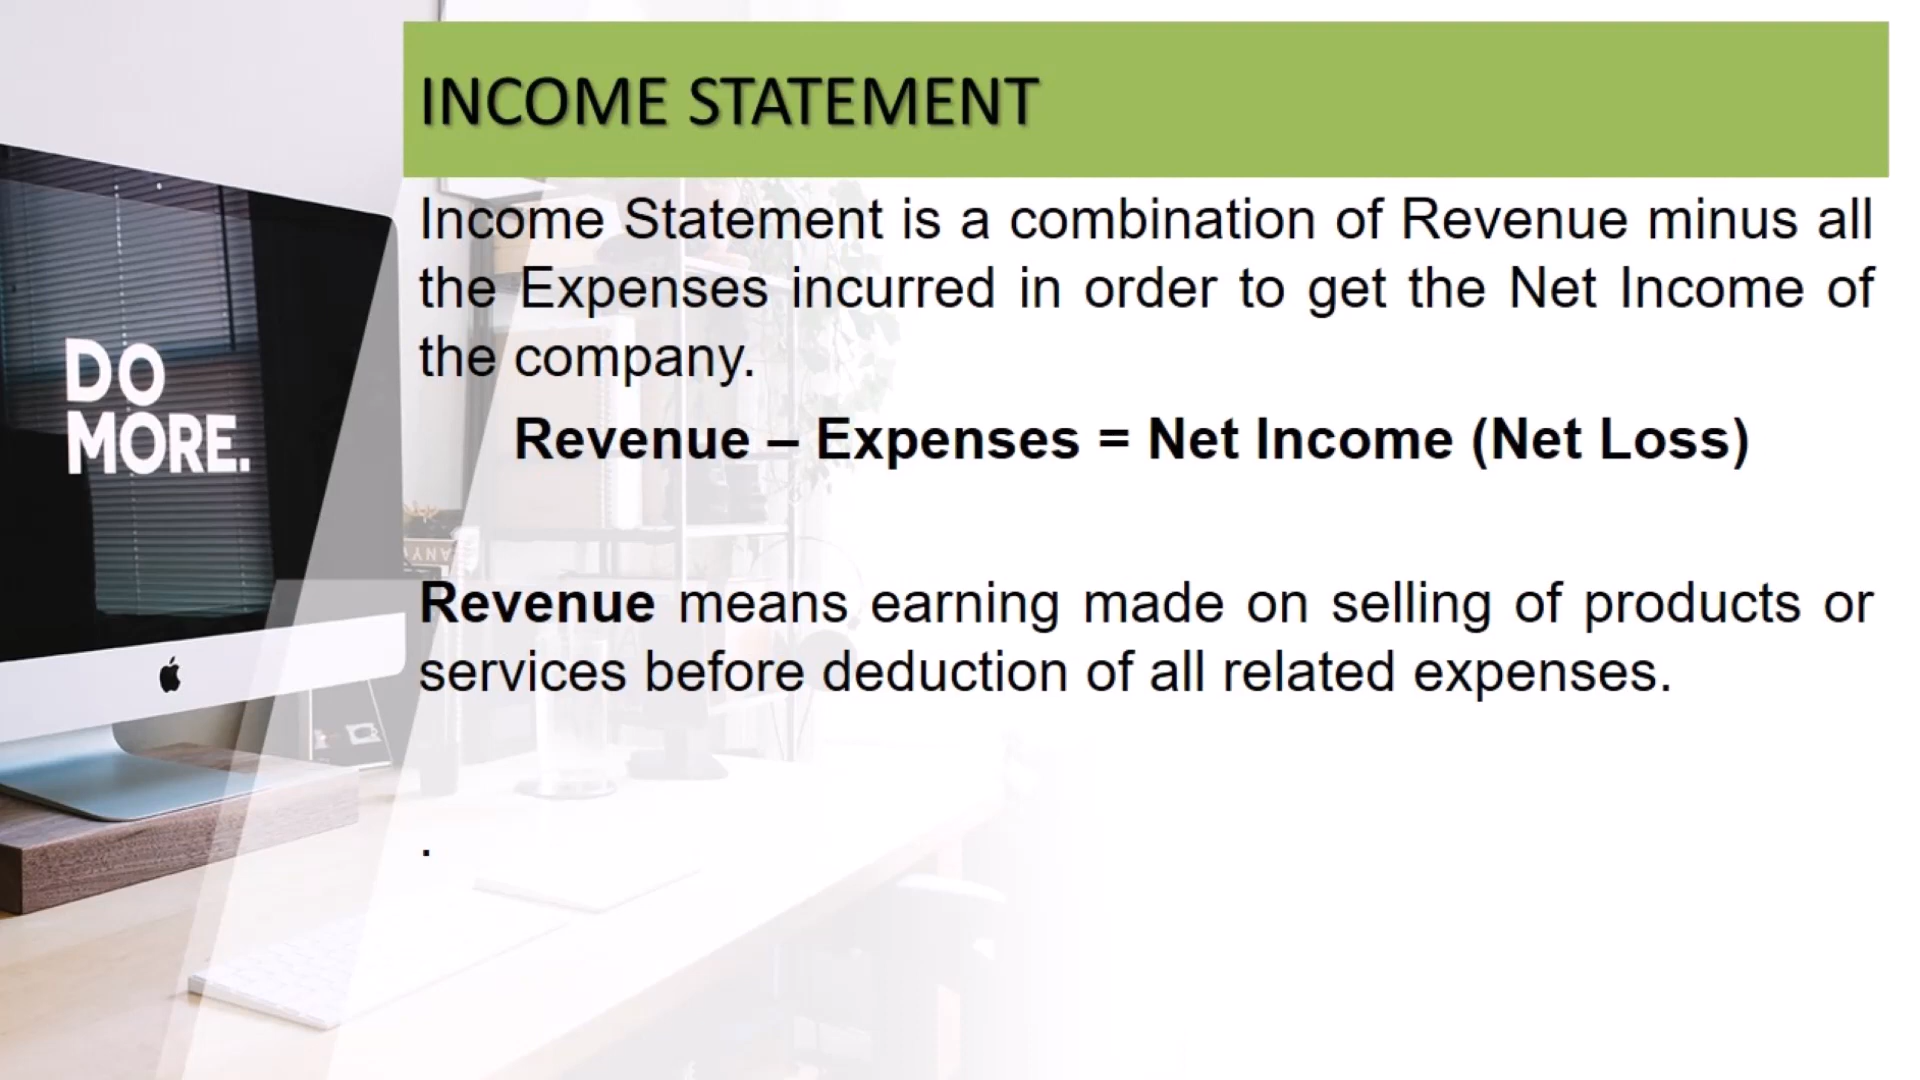 INCOME STATEMENT
Income Statement is a combination of Revenue minus all
the Expenses incurred in order to get the Net Income of
the company.
Revenue – Expenses = Net Income (Net Loss)
Revenue means earning made on selling of products or
services before deduction of all related expenses.
.
DO
MORE.